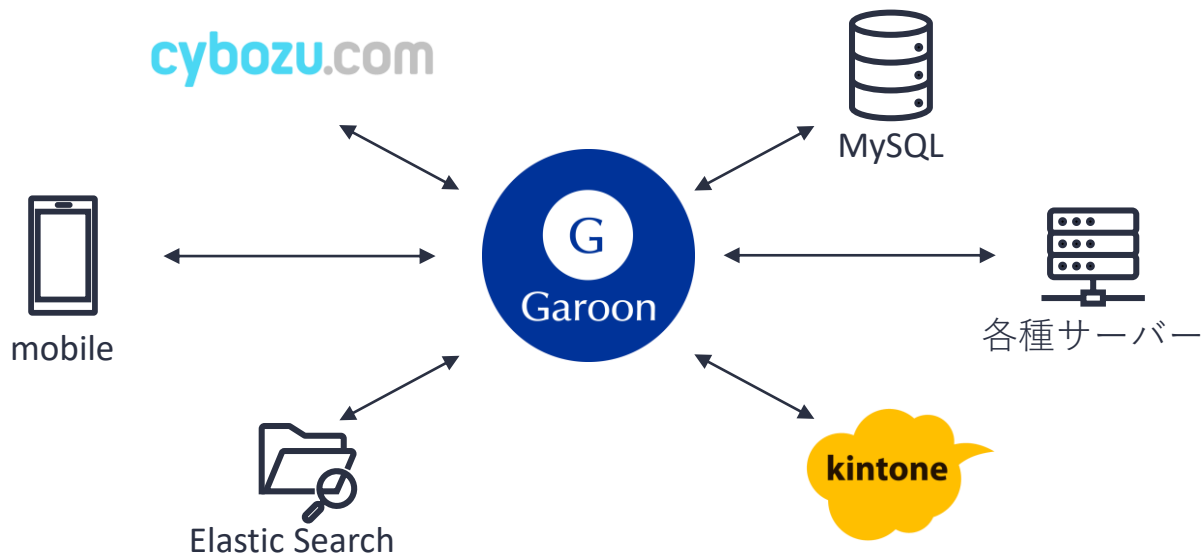 cybozu.com
MySQL
G
Garoon
mobile
各種サーバー
kintone
Elastic Search